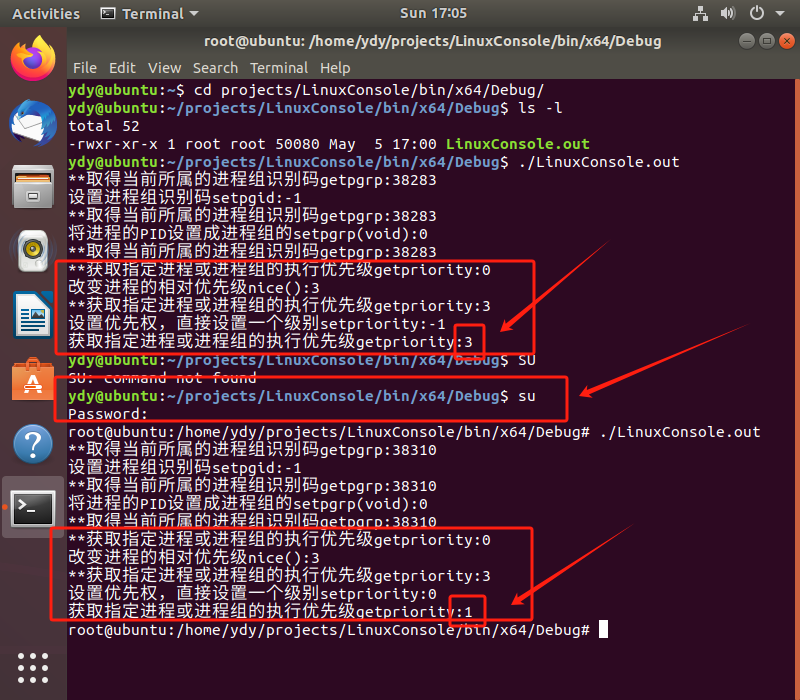 Activities Terminal Sun 17:05
root@ubuntu: /home/ydy/projects/LinuxConsole/bin/x64/Debug
File Edit View Search Terminal Help
ydy@ubuntu:~$ cd projects/LinuxConsole/bin/x64/Debug/
ydy@ubuntu:~/projects/LinuxConsole/bin/x64/Debug$ ls -l
total 52
-rwxr-xr-x 1 root root 50080 May  5 17:00 LinuxConsole.out
ydy@ubuntu:~/projects/LinuxConsole/bin/x64/Debug$ ./LinuxConsole.out
**取得当前所属的进程组识别码getpgrp:38283
设置进程组识别码setpgid:-1
**取得当前所属的进程组识别码getpgrp:38283
将进程的PID设置成进程组的setpgrp(void):0
**取得当前所属的进程组识别码getpgrp:38283
**获取指定进程或进程组的执行优先级getpriority:0
改变进程的相对优先级nice():3
**获取指定进程或进程组的执行优先级getpriority:3
设置优先权，直接设置一个级别setpriority:-1
获取指定进程或进程组的执行优先级getpriority:3
ydy@ubuntu:~/projects/LinuxConsole/bin/x64/Debug$ SU
SU: command not found
ydy@ubuntu:~/projects/LinuxConsole/bin/x64/Debug$ su
Password:
root@ubuntu:/home/ydy/projects/LinuxConsole/bin/x64/Debug# ./LinuxConsole.out
**取得当前所属的进程组识别码getpgrp:38310
设置进程组识别码setpgid:-1
**取得当前所属的进程组识别码getpgrp:38310
将进程的PID设置成进程组的setpgrp(void):0
**取得当前所属的进程组识别码getpgrp:38310
**获取指定进程或进程组的执行优先级getpriority:0
改变进程的相对优先级nice():3
**获取指定进程或进程组的执行优先级getpriority:3
设置优先权，直接设置一个级别setpriority:0
获取指定进程或进程组的执行优先级getpriority:1
root@ubuntu:/home/ydy/projects/LinuxConsole/bin/x64/Debug#